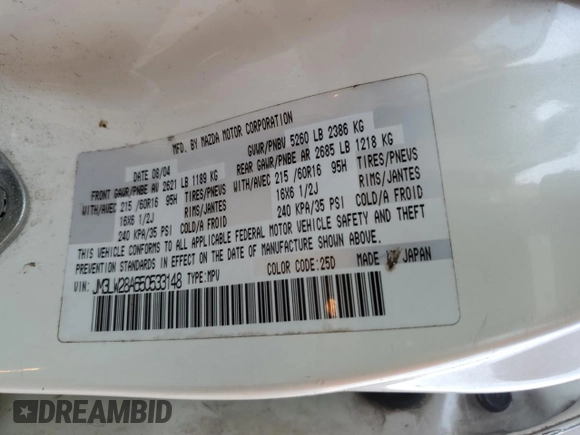 MFD. BY MAZDA MOTOR CORPORATION
DATE 08/04 GVWR/PNBV 5260 LB 2386 KG
FRONT GAWR/PNBE AV 2621 LB 1189 KG REAR GAWR/PNBE AR 2685 LB 1218 KG
WITH/AVEC 215 /60R16 95H TIRES/PNEUS WITH/AVEC 215 /60R16 95H TIRES/PNEUS
16X6 1/2J RIMS/JANTES 16X6 1/2J RIMS/JANTES
240 KPA/35 PSI COLD/A FROID 240 KPA/35 PSI COLD/A FROID
THIS VEHICLE CONFORMS TO ALL APPLICABLE FEDERAL MOTOR VEHICLE SAFETY AND THEFT
PREVENTION STANDARDS IN EFFECT ON THE DATE OF MANUFACTURE SHOWN ABOVE.
VIN: JM3LW28A650533148 TYPE:MPV COLOR CODE:25D MADE IN JAPAN
DREAMBID